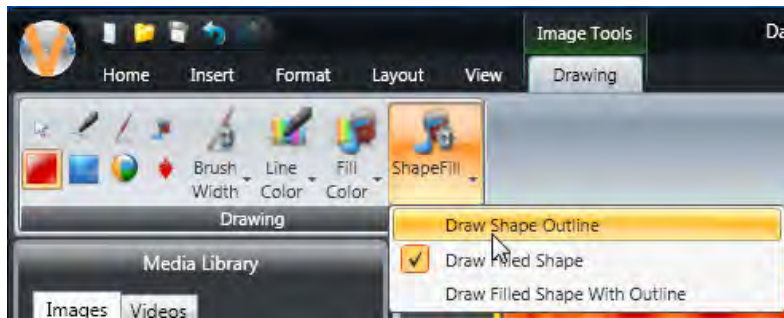 Image Tools
Da
Home Insert Format Layout View Drawing
Brush Width
Line Color
Fill Color
ShapeFill
Drawing
Draw Shape Outline
Draw Filled Shape
Draw Filled Shape With Outline
Media Library
Images Videos